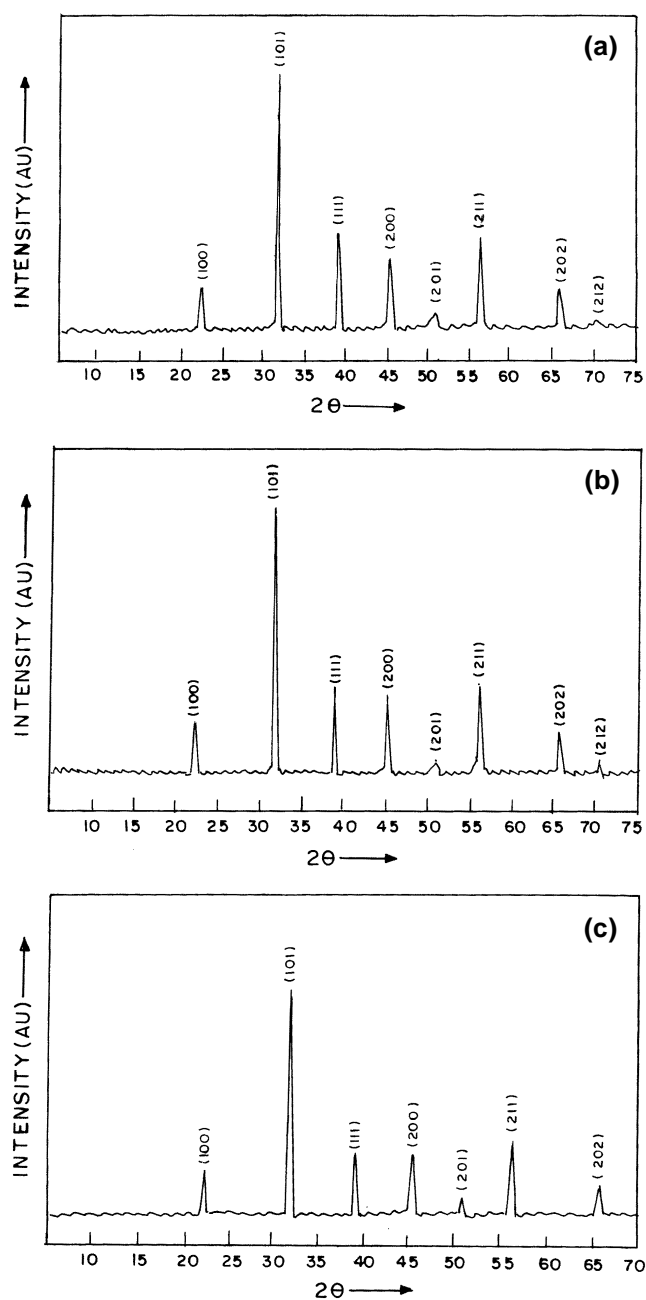 (a)
INTENSITY(AU)
(100)
(101)
(111)
(200)
(201)
(211)
(202)
(212)
10 15 20 25 30 35 40 45 50 55 60 65 70 75
2θ
(b)
INTENSITY (AU)
(100)
(101)
(111)
(200)
(201)
(211)
(202)
(212)
10 15 20 25 30 35 40 45 50 55 60 65 70 75
2θ
(c)
INTENSITY (AU)
(100)
(101)
(111)
(200)
(201)
(211)
(202)
10 15 20 25 30 35 40 45 50 55 60 65 70
2θ